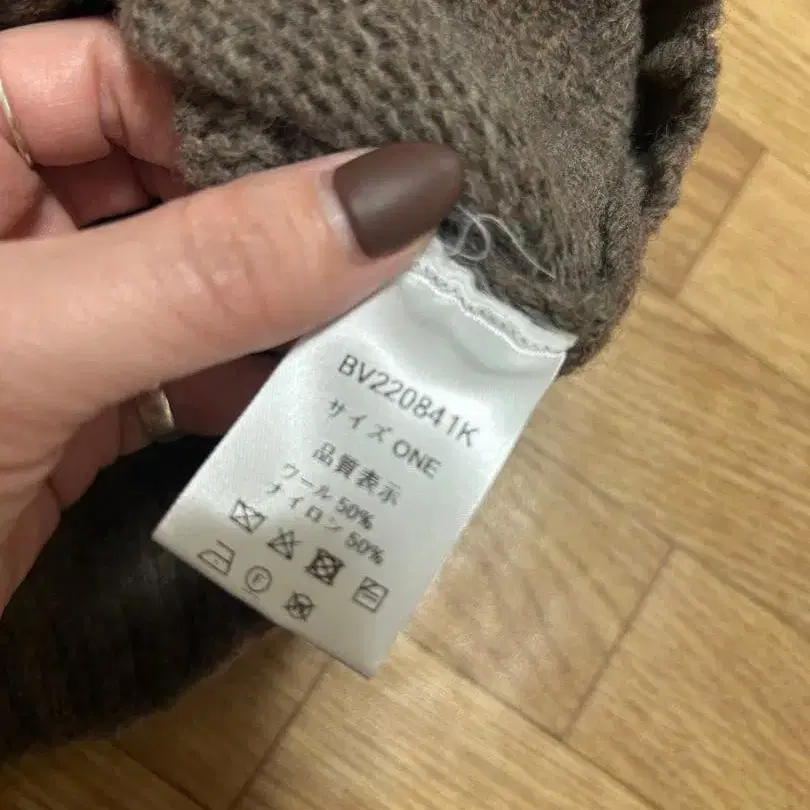 BV220841K
サイズ ONE
品質表示
ウール 50%
ナイロン 50%
F